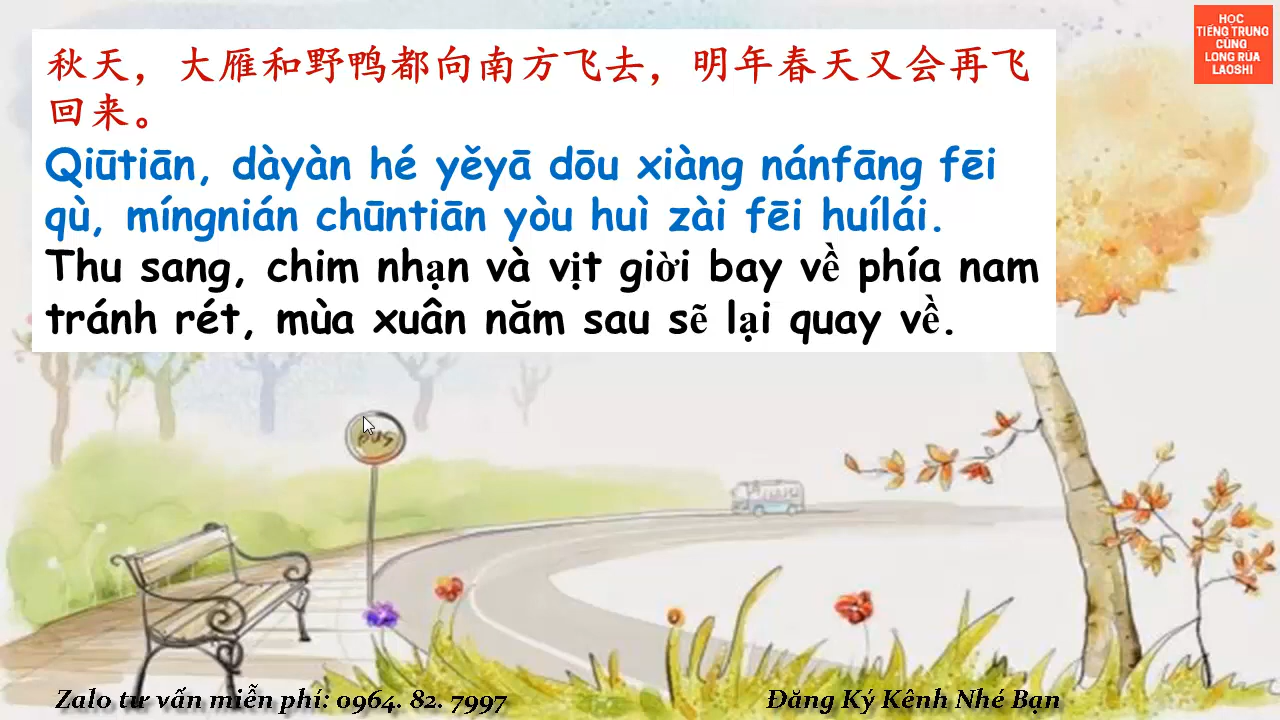 HỌC
TIẾNG TRUNG
CÙNG
LONG RÙA
LAOSHI
秋天，大雁和野鸭都向南方飞去，明年春天又会再飞
回来。
Qiūtiān, dàyàn hé yěyā dōu xiàng nánfāng fēi
qù, míngnián chūntiān yòu huì zài fēi huílái.
Thu sang, chim nhạn và vịt giời bay về phía nam
tránh rét, mùa xuân năm sau sẽ lại quay về.
BUS
Zalo tư vấn miễn phí: 0964. 82. 7997
Đăng Ký Kênh Nhé Bạn